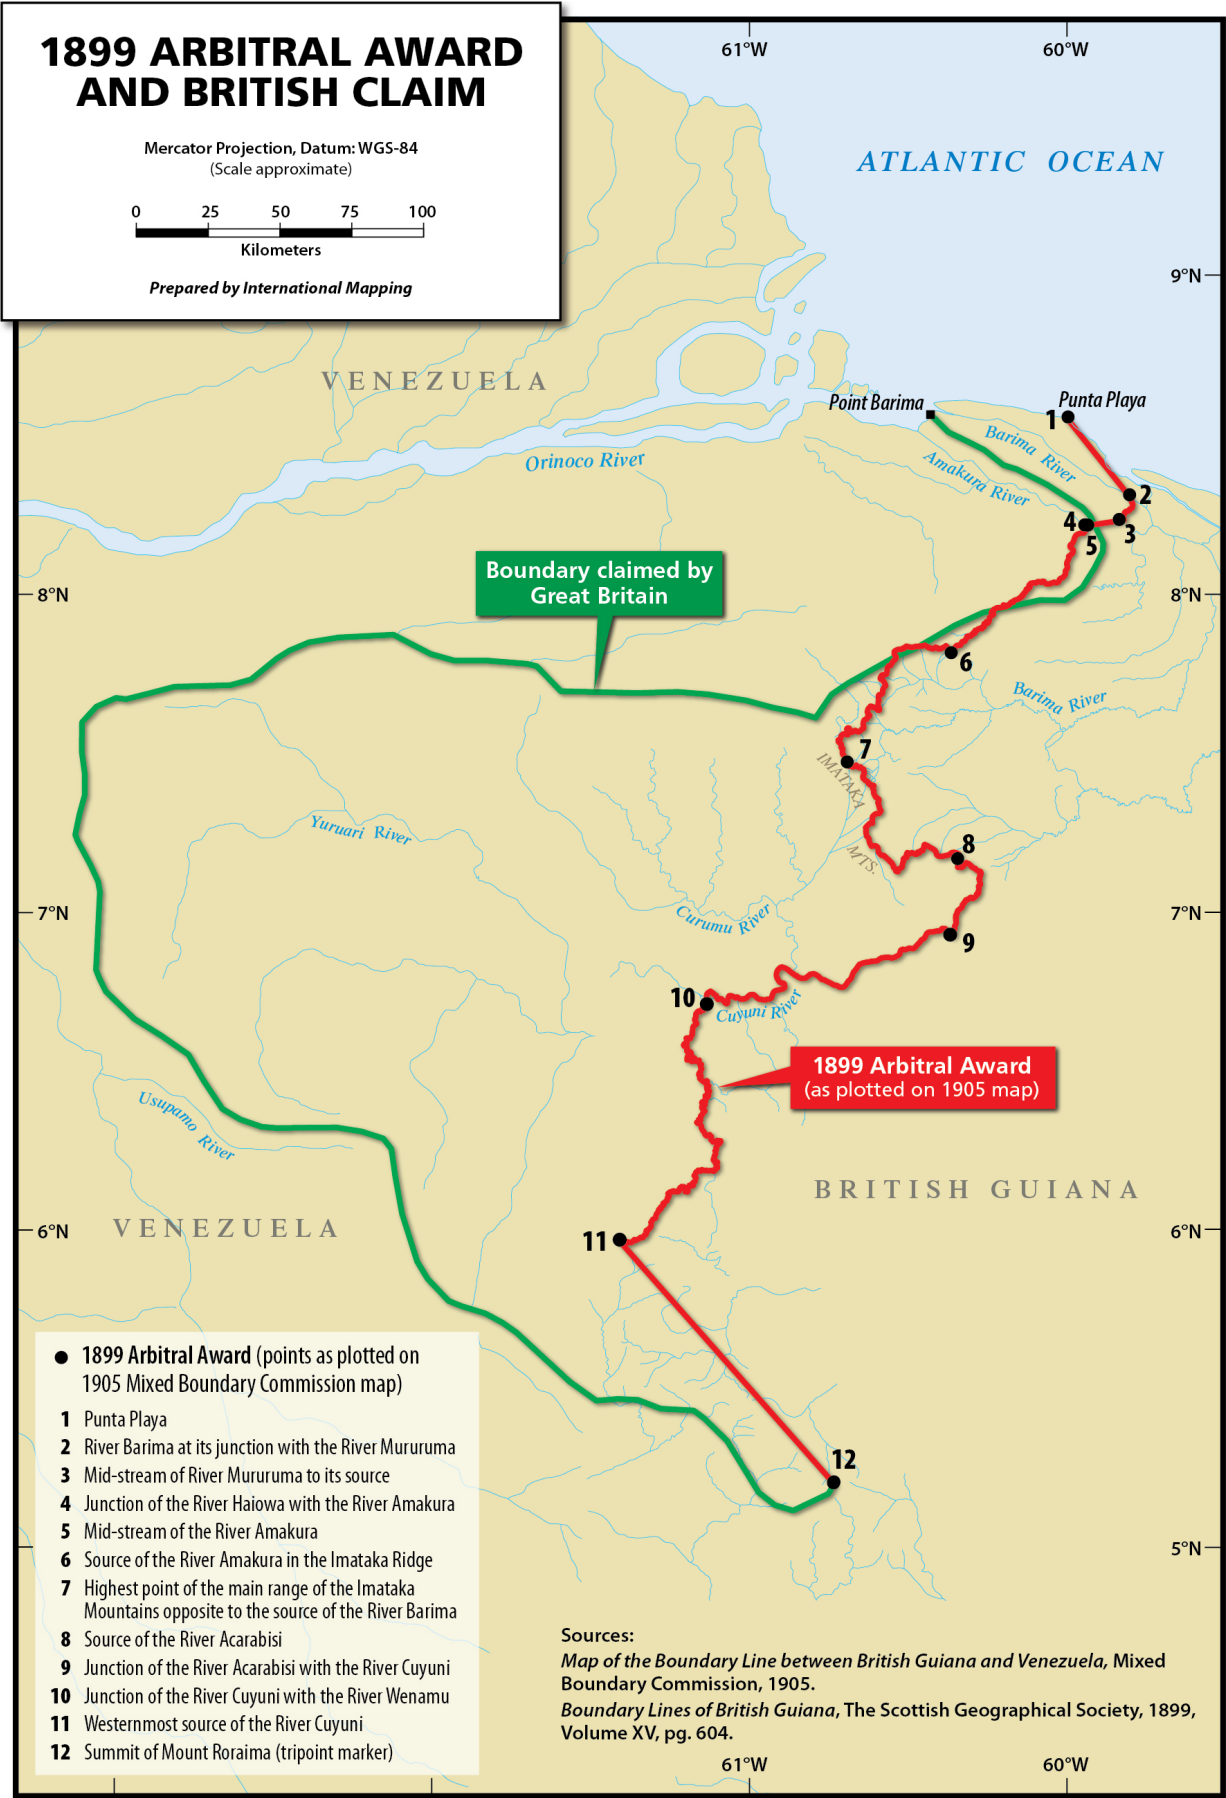 1899 ARBITRAL AWARD
AND BRITISH CLAIM
Mercator Projection, Datum: WGS-84
(Scale approximate)
0 25 50 75 100
Kilometers
Prepared by International Mapping
61°W
60°W
ATLANTIC OCEAN
9°N
VENEZUELA
Point Barima
Punta Playa
1
Barima River
Orinoco River
Amakura River
2
3
4
5
Boundary claimed by
Great Britain
8°N
8°N
6
Barima River
7
IMATAKA
MTS.
Yuruari River
8
7°N
7°N
Curumu River
9
10
Cuyuni River
1899 Arbitral Award
(as plotted on 1905 map)
Usupamo River
BRITISH GUIANA
VENEZUELA
6°N
6°N
11
12
5°N
1899 Arbitral Award (points as plotted on
1905 Mixed Boundary Commission map)
1 Punta Playa
2 River Barima at its junction with the River Mururuma
3 Mid-stream of River Mururuma to its source
4 Junction of the River Haiowa with the River Amakura
5 Mid-stream of the River Amakura
6 Source of the River Amakura in the Imataka Ridge
7 Highest point of the main range of the Imataka
Mountains opposite to the source of the River Barima
8 Source of the River Acarabisi
9 Junction of the River Acarabisi with the River Cuyuni
10 Junction of the River Cuyuni with the River Wenamu
11 Westernmost source of the River Cuyuni
12 Summit of Mount Roraima (tripoint marker)
Sources:
Map of the Boundary Line between British Guiana and Venezuela, Mixed
Boundary Commission, 1905.
Boundary Lines of British Guiana, The Scottish Geographical Society, 1899,
Volume XV, pg. 604.
61°W
60°W